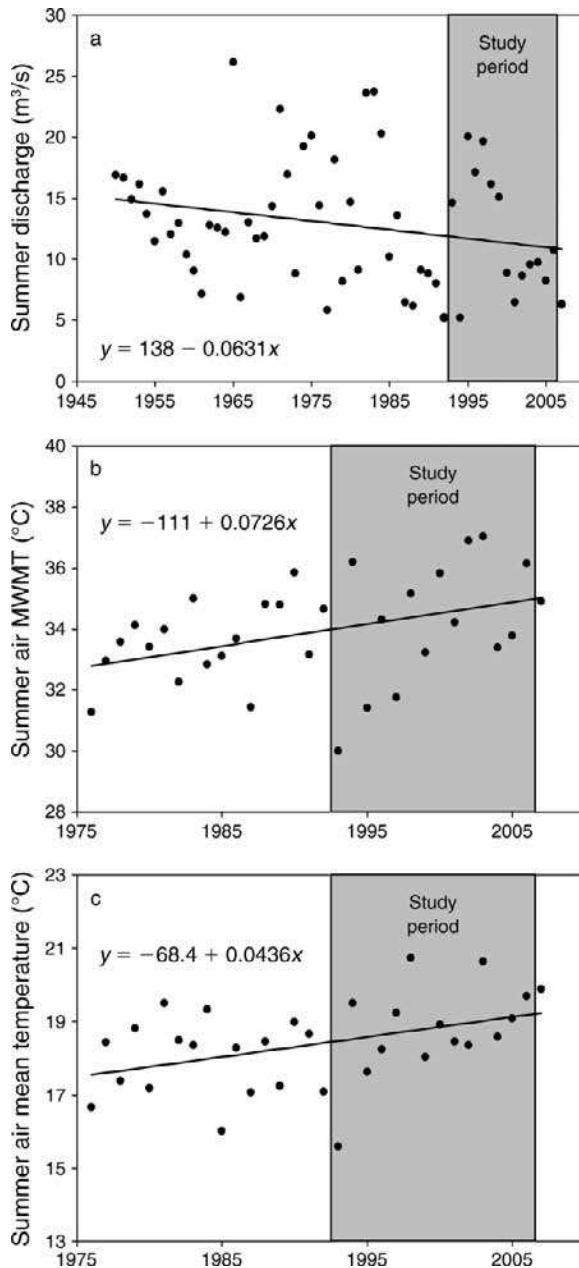 a
Study
period
Summer discharge (m³/s)
30
25
20
15
10
5
0
y = 138 − 0.0631x
1945 1955 1965 1975 1985 1995 2005
b
Study
period
Summer air MWMT (°C)
40
38
36
34
32
30
28
y = −111 + 0.0726x
1975 1985 1995 2005
c
Study
period
Summer air mean temperature (°C)
23
21
19
17
15
13
y = −68.4 + 0.0436x
1975 1985 1995 2005